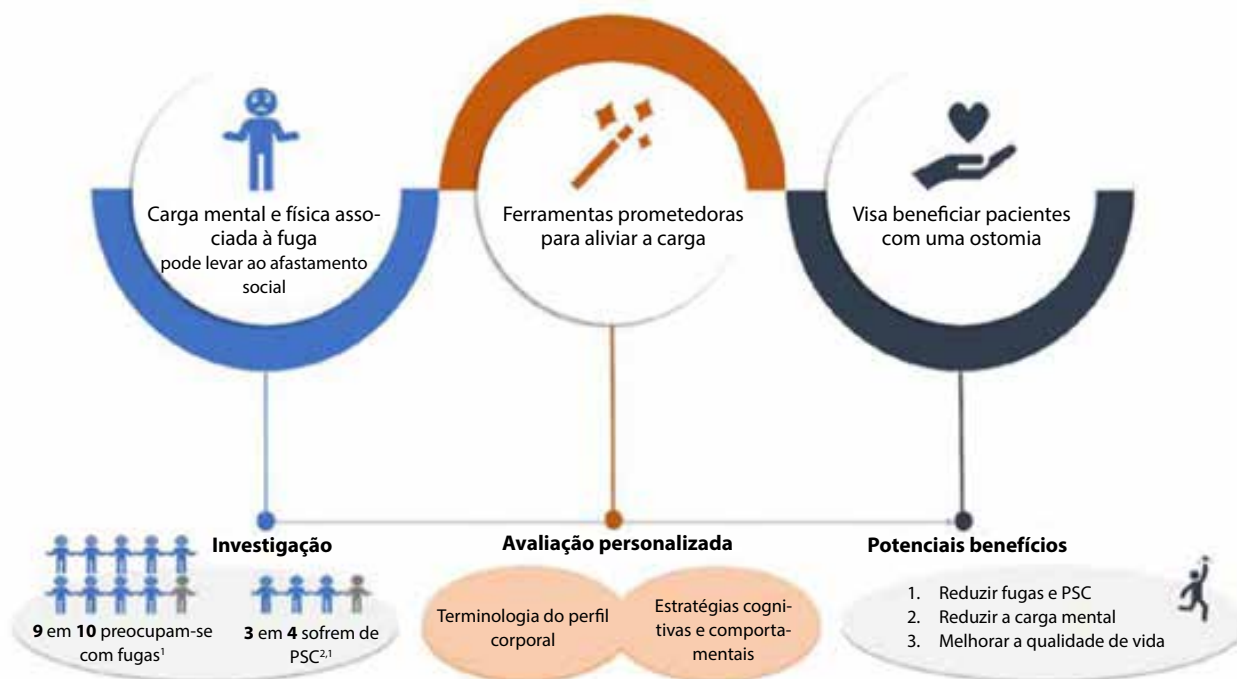 Carga mental e física asso-
ciada à fuga
pode levar ao afastamento
social
Ferramentas prometedoras
para aliviar a carga
Visa beneficiar pacientes
com uma ostomia
Investigação
9 em 10 preocupam-se
com fugas¹
3 em 4 sofrem de
PSC²,¹
Avaliação personalizada
Terminologia do perfil
corporal
Estratégias cogni-
tivas e comporta-
mentais
Potenciais benefícios
1. Reduzir fugas e PSC
2. Reduzir a carga mental
3. Melhorar a qualidade de vida